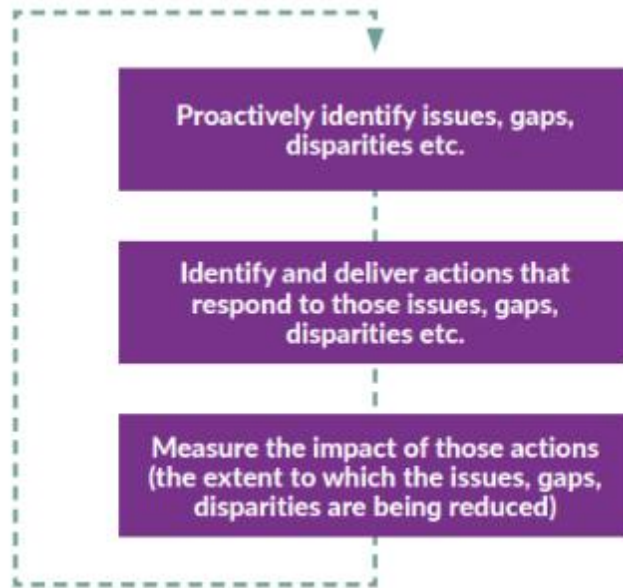 Proactively identify issues, gaps,
disparities etc.
Identify and deliver actions that
respond to those issues, gaps,
disparities etc.
Measure the impact of those actions
(the extent to which the issues, gaps,
disparities are being reduced)